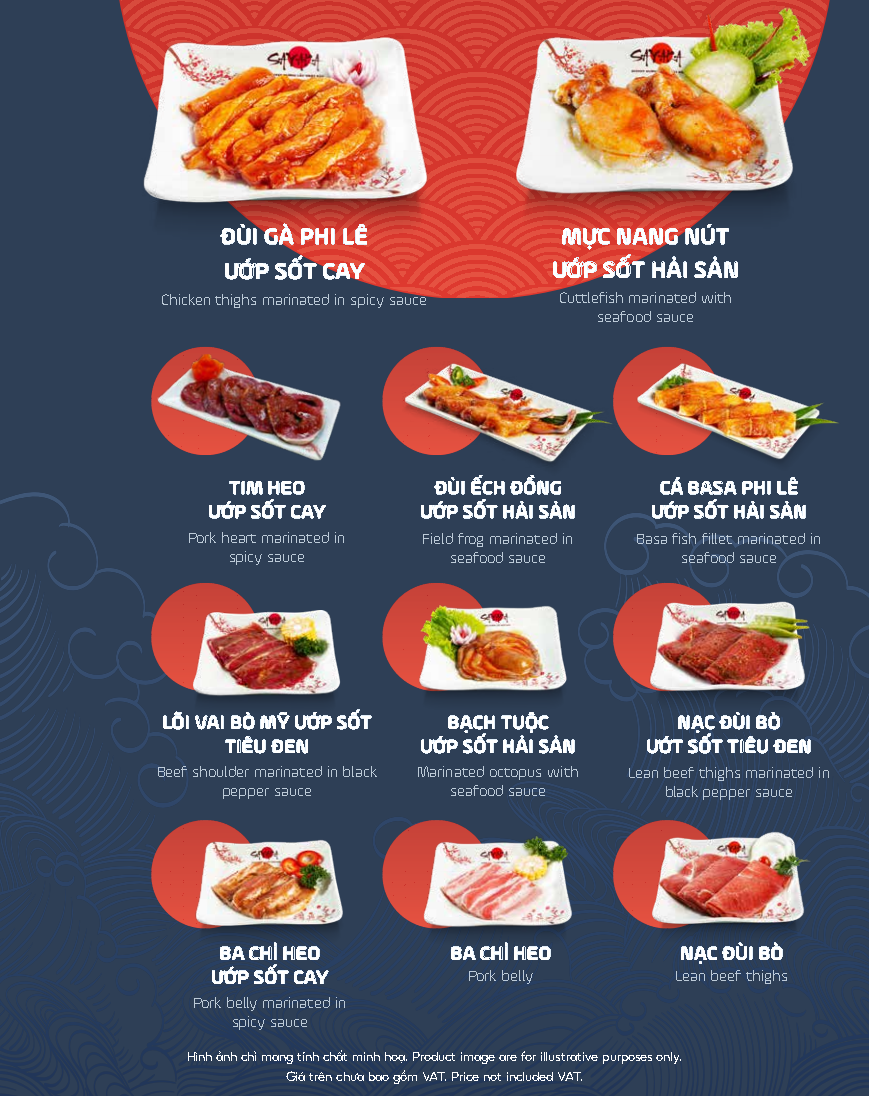 ĐÙI GÀ PHI LÊ
ƯỚP SỐT CAY
Chicken thighs marinated in spicy sauce
MỰC NANG NÚT
ƯỚP SỐT HẢI SẢN
Cuttlefish marinated with
seafood sauce
TIM HEO
ƯỚP SỐT CAY
Pork heart marinated in
spicy sauce
ĐÙI ẾCH ĐỒNG
ƯỚP SỐT HẢI SẢN
Field frog marinated in
seafood sauce
CÁ BASA PHI LÊ
ƯỚP SỐT HẢI SẢN
Basa fish fillet marinated in
seafood sauce
LÕI VAI BÒ MỸ ƯỚP SỐT
TIÊU ĐEN
Beef shoulder marinated in black
pepper sauce
BẠCH TUỘC
ƯỚP SỐT HẢI SẢN
Marinated octopus with
seafood sauce
NẠC ĐÙI BÒ
ƯỚT SỐT TIÊU ĐEN
Lean beef thighs marinated in
black pepper sauce
BA CHỈ HEO
ƯỚP SỐT CAY
Pork belly marinated in
spicy sauce
BA CHỈ HEO
Pork belly
NẠC ĐÙI BÒ
Lean beef thighs
Hình ảnh chỉ mang tính chất minh hoạ. Product image are for illustrative purposes only.
Giá trên chưa bao gồm VAT. Price not included VAT.